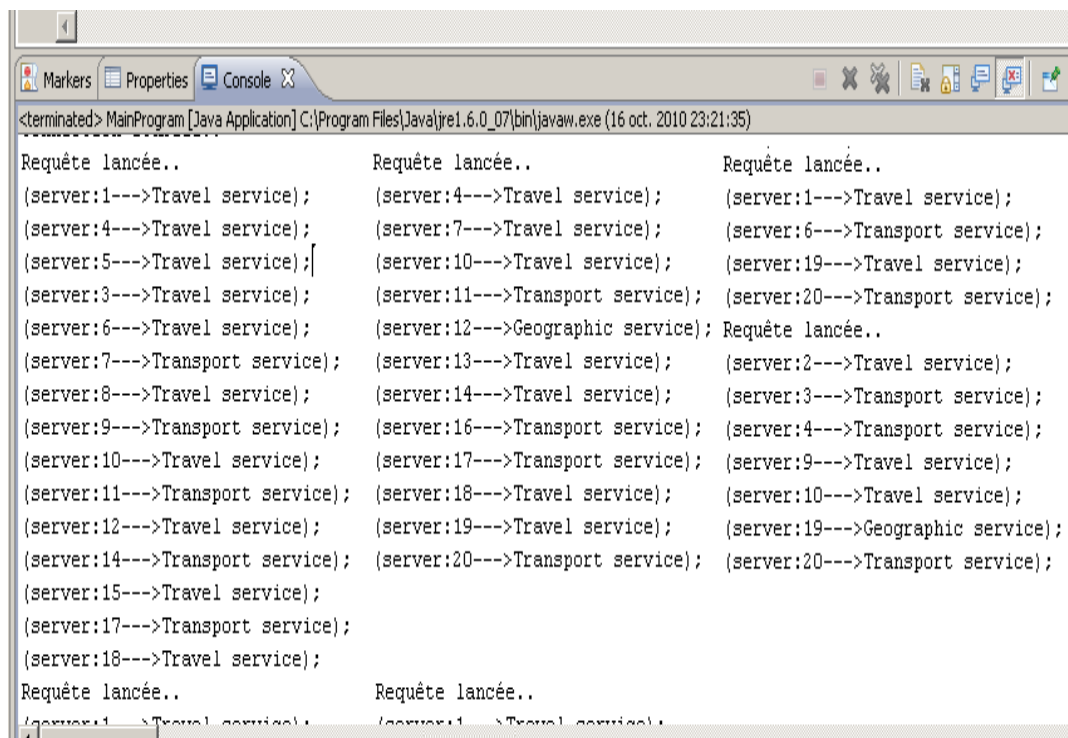 Markers Properties Console
<terminated> MainProgram [Java Application] C:\Program Files\Java\jre1.6.0_07\bin\javaw.exe (16 oct. 2010 23:21:35)
Requête lancée..
(server:1--->Travel service);
(server:4--->Travel service);
(server:5--->Travel service);
(server:3--->Travel service);
(server:6--->Travel service);
(server:7--->Transport service);
(server:8--->Travel service);
(server:9--->Transport service);
(server:10--->Travel service);
(server:11--->Transport service);
(server:12--->Travel service);
(server:14--->Transport service);
(server:15--->Travel service);
(server:17--->Transport service);
(server:18--->Travel service);
Requête lancée..
(server:1--->Travel service);
Requête lancée..
(server:4--->Travel service);
(server:7--->Travel service);
(server:10--->Travel service);
(server:11--->Transport service);
(server:12--->Geographic service);
(server:13--->Travel service);
(server:14--->Travel service);
(server:16--->Transport service);
(server:17--->Transport service);
(server:18--->Travel service);
(server:19--->Travel service);
(server:20--->Transport service);
Requête lancée..
(server:1--->Travel service);
Requête lancée..
(server:1--->Travel service);
(server:6--->Transport service);
(server:19--->Travel service);
(server:20--->Transport service);
Requête lancée..
(server:2--->Travel service);
(server:3--->Transport service);
(server:4--->Transport service);
(server:9--->Travel service);
(server:10--->Travel service);
(server:19--->Geographic service);
(server:20--->Transport service);